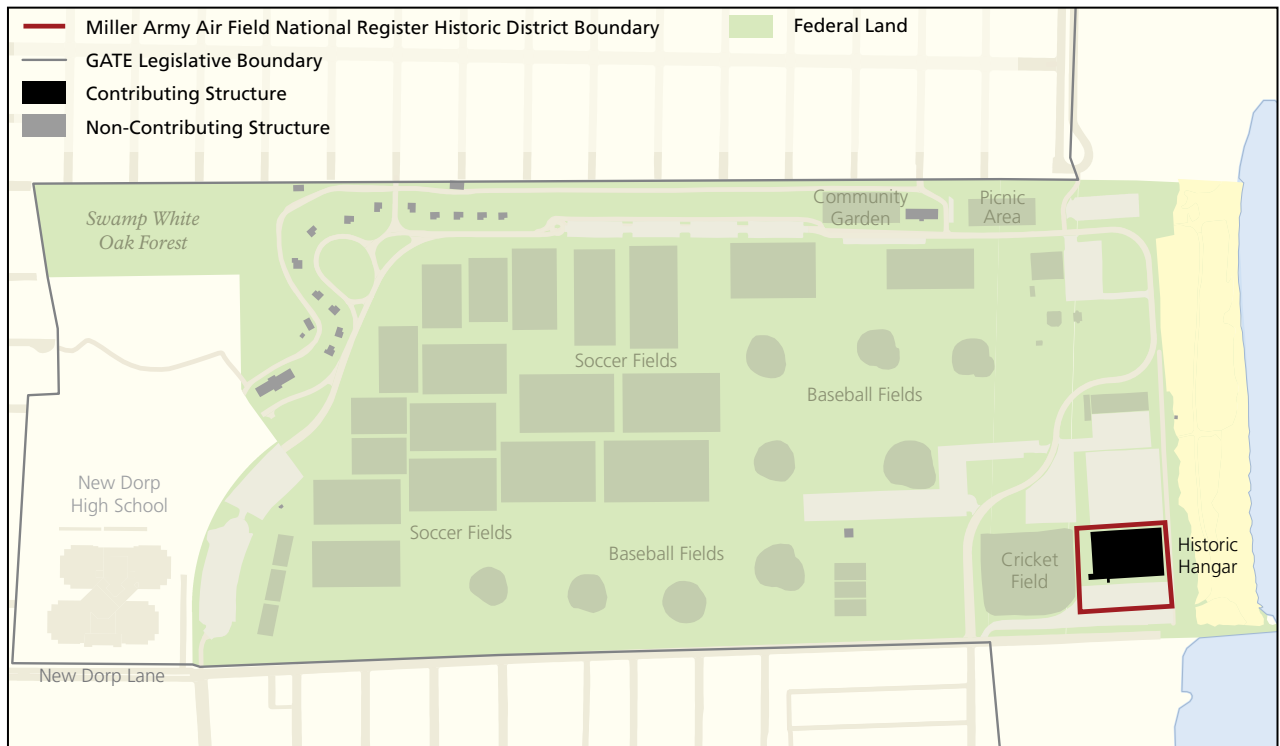 Miller Army Air Field National Register Historic District Boundary
Federal Land
GATE Legislative Boundary
Contributing Structure
Non-Contributing Structure
Swamp White
Oak Forest
Community
Garden
Picnic
Area
Soccer Fields
Baseball Fields
New Dorp
High School
Soccer Fields
Baseball Fields
Cricket
Field
Historic
Hangar
New Dorp Lane